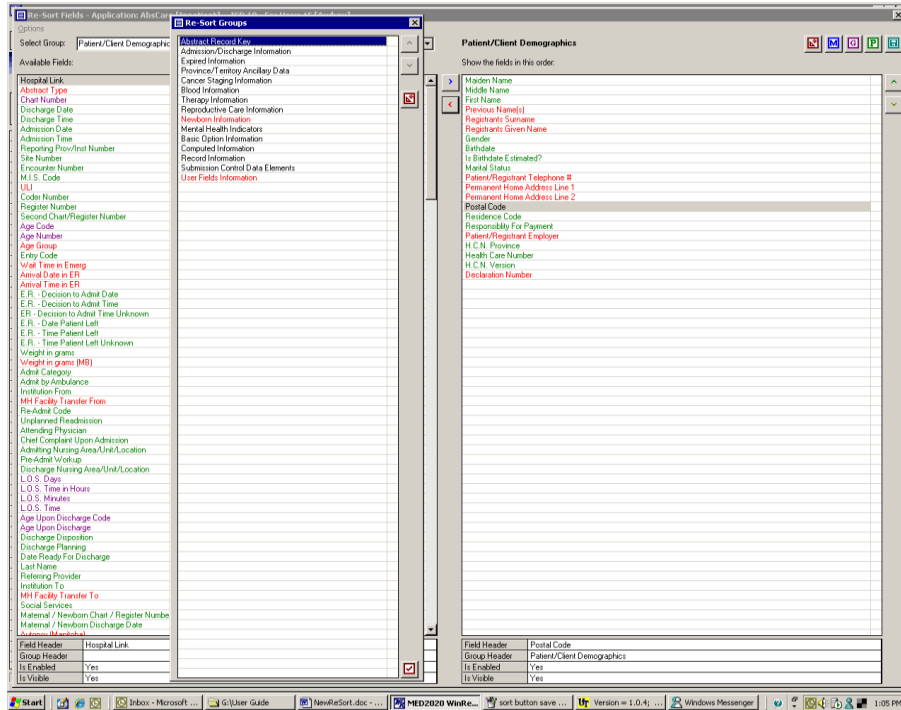 Re-Sort Fields - Application: AbsCare
Re-Sort Groups
Options
Select Group:
Patient/Client Demographic
Available Fields:
Hospital Link
Abstract Type
Chart Number
Discharge Date
Discharge Time
Admission Date
Admission Time
Reporting Prov/Inst Number
Site Number
Encounter Number
M.I.S. Code
ULI
Coder Number
Register Number
Second Chart/Register Number
Age Code
Age Number
Age Group
Entry Code
Wait Time in Emerg
Arrival Date in ER
Arrival Time in ER
E.R. - Decision to Admit Date
E.R. - Decision to Admit Time
ER - Decision to Admit Time Unknown
E.R. - Date Patient Left
E.R. - Time Patient Left
E.R. - Time Patient Left Unknown
Weight in grams
Weight in grams (MB)
Admit Category
Admit by Ambulance
Institution From
MH Facility Transfer From
Re-Admit Code
Unplanned Readmission
Attending Physician
Chief Complaint Upon Admission
Admitting Nursing Area/Unit/Location
Pre-Admit Workup
Discharge Nursing Area/Unit/Location
L.O.S. Days
L.O.S. Time in Hours
L.O.S. Minutes
L.O.S. Time
Age Upon Discharge Code
Age Upon Discharge
Discharge Disposition
Discharge Planning
Date Ready For Discharge
Last Name
Referring Provider
Institution To
MH Facility Transfer To
Social Services
Maternal / Newborn Chart / Register Numbe
Maternal / Newborn Discharge Date
Autopsy (Manitoba)
Field Header Hospital Link
Group Header
Is Enabled Yes
Is Visible Yes
Abstract Record Key
Admission/Discharge Information
Expired Information
Province/Territory Ancillary Data
Cancer Staging Information
Blood Information
Therapy Information
Reproductive Care Information
Newborn Information
Mental Health Indicators
Basic Option Information
Computed Information
Record Information
Submission Control Data Elements
User Fields Information
Patient/Client Demographics
M G P
Show the fields in this order:
Maiden Name
Middle Name
First Name
Previous Name(s)
Registrants Surname
Registrants Given Name
Gender
Birthdate
Is Birthdate Estimated?
Marital Status
Patient/Registrant Telephone #
Permanent Home Address Line 1
Permanent Home Address Line 2
Postal Code
Residence Code
Responsiblity For Payment
Patient/Registrant Employer
H.C.N. Province
Health Care Number
H.C.N. Version
Declaration Number
Field Header Postal Code
Group Header Patient/Client Demographics
Is Enabled Yes
Is Visible Yes
Start Inbox - Microsoft ... G:\User Guide NewReSort.doc - ... MED2020 WinRe... sort button save ... Version = 1.0.4; ... Windows Messenger 1:05 PM